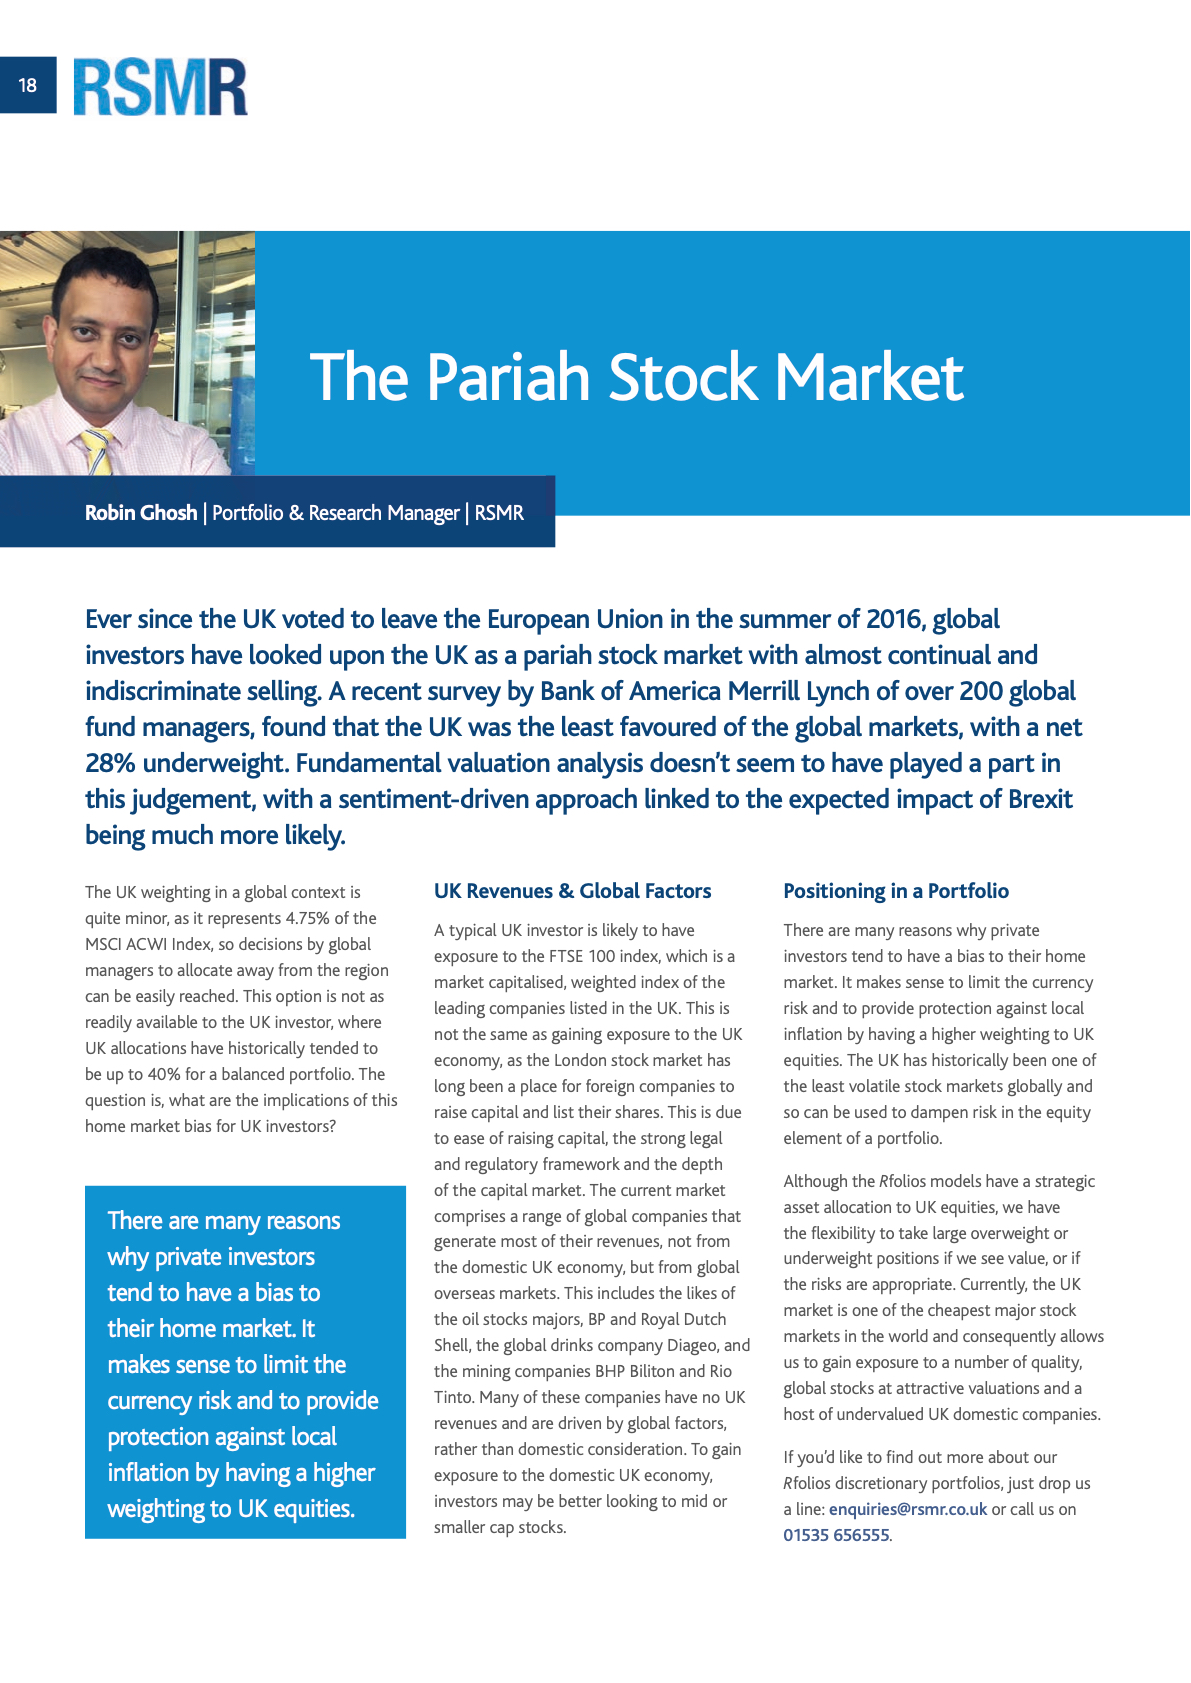 18
RSMR
The Pariah Stock Market
Robin Ghosh | Portfolio & Research Manager | RSMR
Ever since the UK voted to leave the European Union in the summer of 2016, global
investors have looked upon the UK as a pariah stock market with almost continual and
indiscriminate selling. A recent survey by Bank of America Merrill Lynch of over 200 global
fund managers, found that the UK was the least favoured of the global markets, with a net
28% underweight. Fundamental valuation analysis doesn't seem to have played a part in
this judgement, with a sentiment-driven approach linked to the expected impact of Brexit
being much more likely.
The UK weighting in a global context is
quite minor, as it represents 4.75% of the
MSCI ACWI Index, so decisions by global
managers to allocate away from the region
can be easily reached. This option is not as
readily available to the UK investor, where
UK allocations have historically tended to
be up to 40% for a balanced portfolio. The
question is, what are the implications of this
home market bias for UK investors?
There are many reasons
why private investors
tend to have a bias to
their home market. It
makes sense to limit the
currency risk and to provide
protection against local
inflation by having a higher
weighting to UK equities.
UK Revenues & Global Factors
A typical UK investor is likely to have
exposure to the FTSE 100 index, which is a
market capitalised, weighted index of the
leading companies listed in the UK. This is
not the same as gaining exposure to the UK
economy, as the London stock market has
long been a place for foreign companies to
raise capital and list their shares. This is due
to ease of raising capital, the strong legal
and regulatory framework and the depth
of the capital market. The current market
comprises a range of global companies that
generate most of their revenues, not from
the domestic UK economy, but from global
overseas markets. This includes the likes of
the oil stocks majors, BP and Royal Dutch
Shell, the global drinks company Diageo, and
the mining companies BHP Biliton and Rio
Tinto. Many of these companies have no UK
revenues and are driven by global factors,
rather than domestic consideration. To gain
exposure to the domestic UK economy,
investors may be better looking to mid or
smaller cap stocks.
Positioning in a Portfolio
There are many reasons why private
investors tend to have a bias to their home
market. It makes sense to limit the currency
risk and to provide protection against local
inflation by having a higher weighting to UK
equities. The UK has historically been one of
the least volatile stock markets globally and
so can be used to dampen risk in the equity
element of a portfolio.
Although the Rfolios models have a strategic
asset allocation to UK equities, we have
the flexibility to take large overweight or
underweight positions if we see value, or if
the risks are appropriate. Currently, the UK
market is one of the cheapest major stock
markets in the world and consequently allows
us to gain exposure to a number of quality,
global stocks at attractive valuations and a
host of undervalued UK domestic companies.
If you'd like to find out more about our
Rfolios discretionary portfolios, just drop us
a line: enquiries@rsmr.co.uk or call us on
01535 656555.